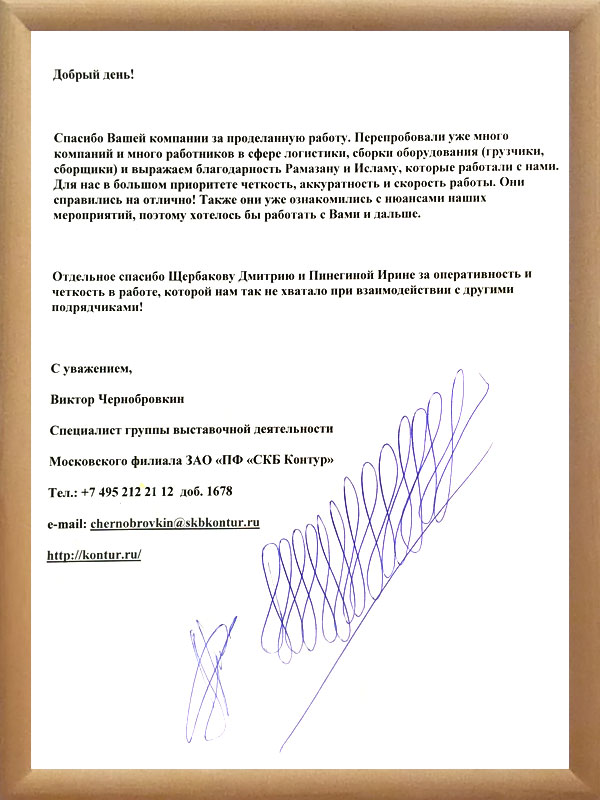 Добрый день!
Спасибо Вашей компании за проделанную работу. Перепробовали уже много
компаний и много работников в сфере логистики, сборки оборудования (грузчики,
сборщики) и выражаем благодарность Рамазану и Исламу, которые работали с нами.
Для нас в большом приоритете четкость, аккуратность и скорость работы. Они
справились на отлично! Также они уже ознакомились с нюансами наших
мероприятий, поэтому хотелось бы работать с Вами и дальше.
Отдельное спасибо Щербакову Дмитрию и Пинегиной Ирине за оперативность и
четкость в работе, которой нам так не хватало при взаимодействии с другими
подрядчиками!
С уважением,
Виктор Чернобровкин
Специалист группы выставочной деятельности
Московского филиала ЗАО «ПФ «СКБ Контур»
Тел.: +7 495 212 21 12 доб. 1678
e-mail: chernobrovkin@skbkontur.ru
http://kontur.ru/